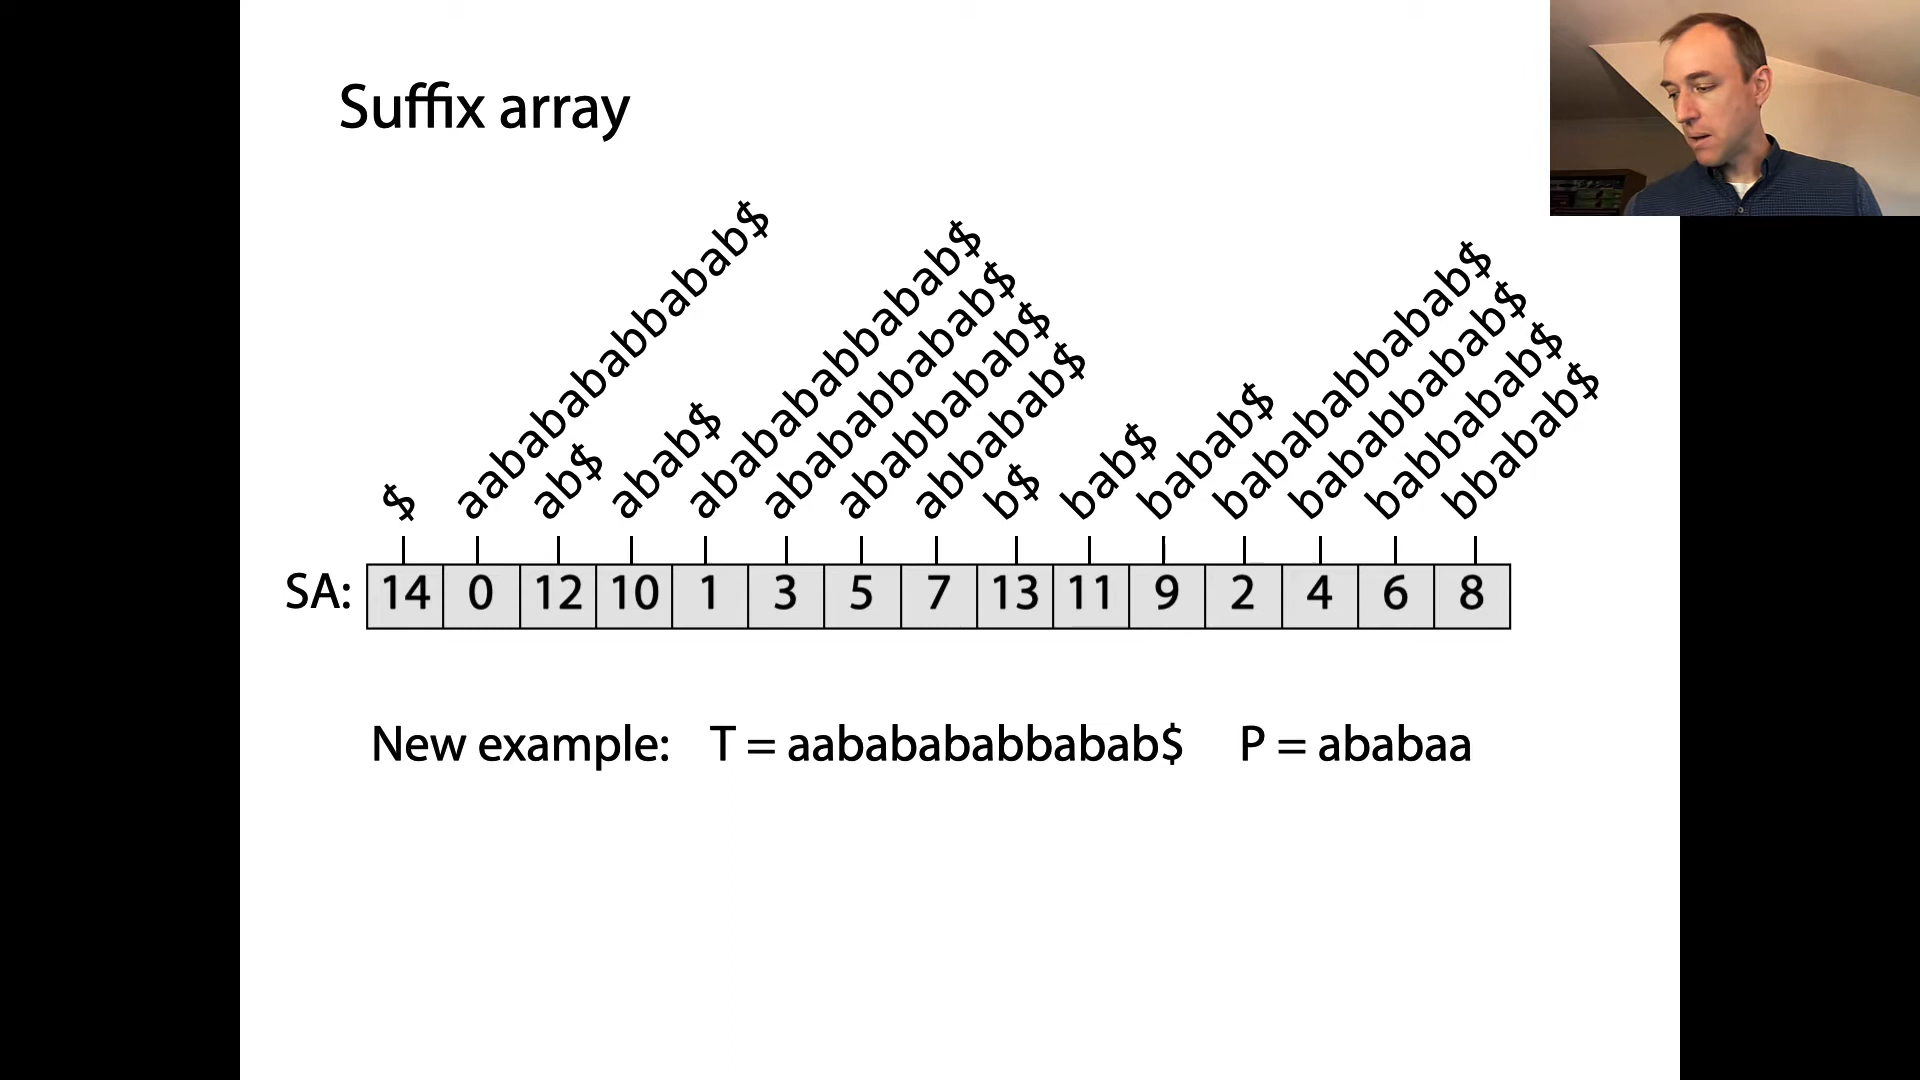 Suffix array
$
aababababbabab$
ab$
abab$
ababababbabab$
abababbabab$
ababbabab$
abbabab$
b$
bab$
babab$
babababbabab$
bababbabab$
babbabab$
bbabab$
SA: 14 0 12 10 1 3 5 7 13 11 9 2 4 6 8
New example: T = aababababbabab$ P = ababaa